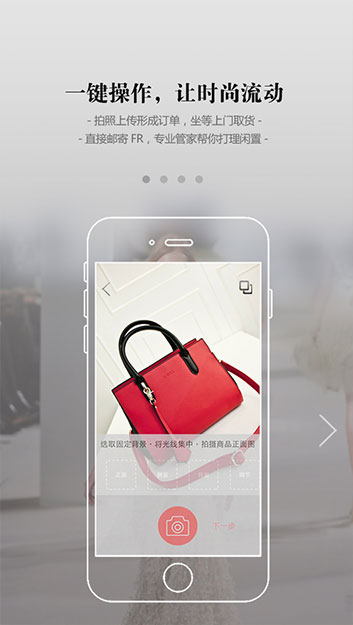 一键操作，让时尚流动
- 拍照上传形成订单，坐等上门取货 -
- 直接邮寄 FR，专业管家帮你打理闲置 -
选取固定背景·将光线集中·拍摄商品正面图
正面
下一步